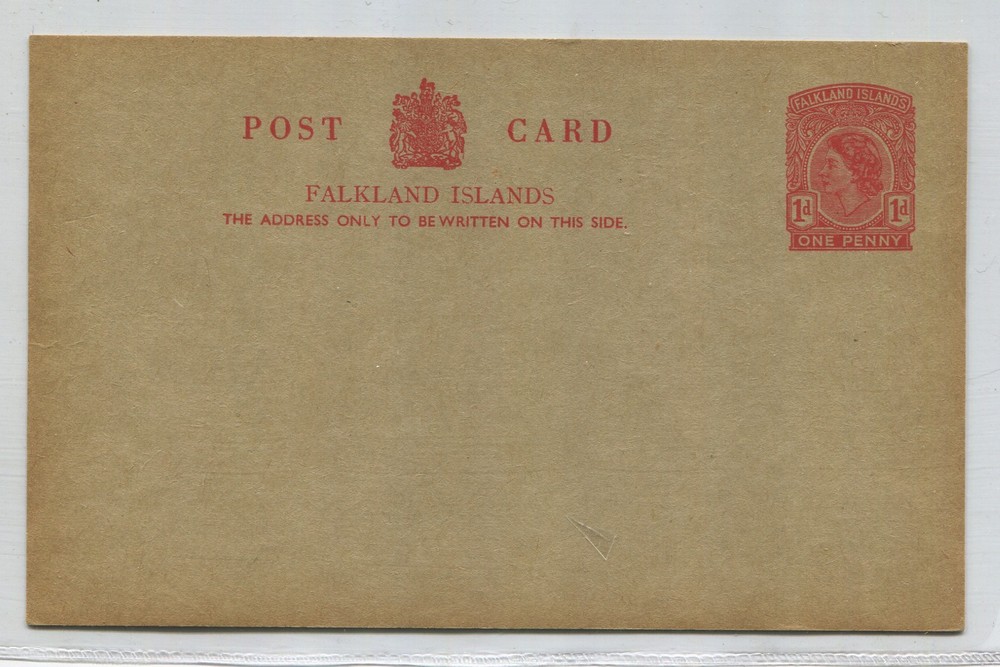 POST CARD
FALKLAND ISLANDS
THE ADDRESS ONLY TO BE WRITTEN ON THIS SIDE.
FALKLAND ISLANDS
1d 1d
ONE PENNY